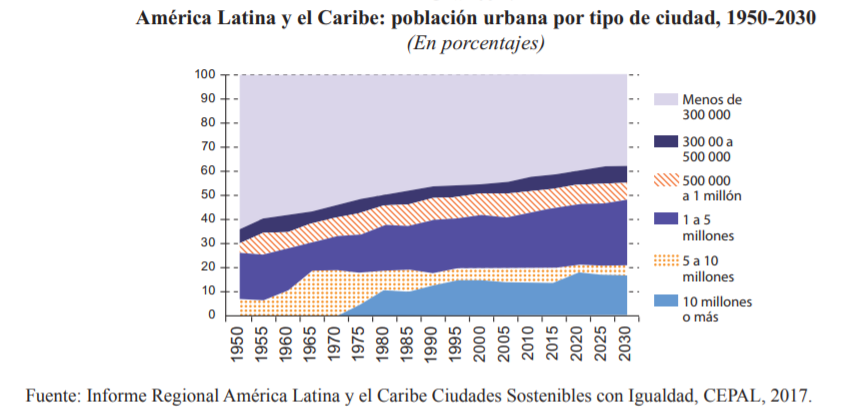 América Latina y el Caribe: población urbana por tipo de ciudad, 1950-2030
(En porcentajes)
100
90
80
70
60
50
40
30
20
10
0
1950
1955
1960
1965
1970
1975
1980
1985
1990
1995
2000
2005
2010
2015
2020
2025
2030
Menos de
300 000
300 00 a
500 000
500 000
a 1 millón
1 a 5
millones
5 a 10
millones
10 millones
o más
Fuente: Informe Regional América Latina y el Caribe Ciudades Sostenibles con Igualdad, CEPAL, 2017.